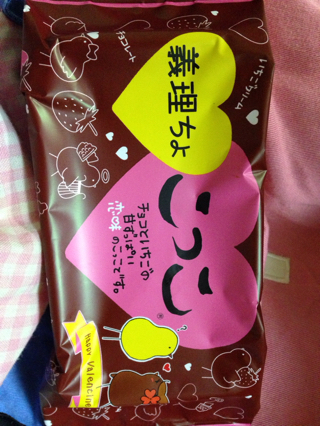 チョコレート
いちごクリーム
義理ちょ
こっこ
®
チョコといちごの
甘ずっぱい
恋味
のこっこです。
?
HAPPY Valentine